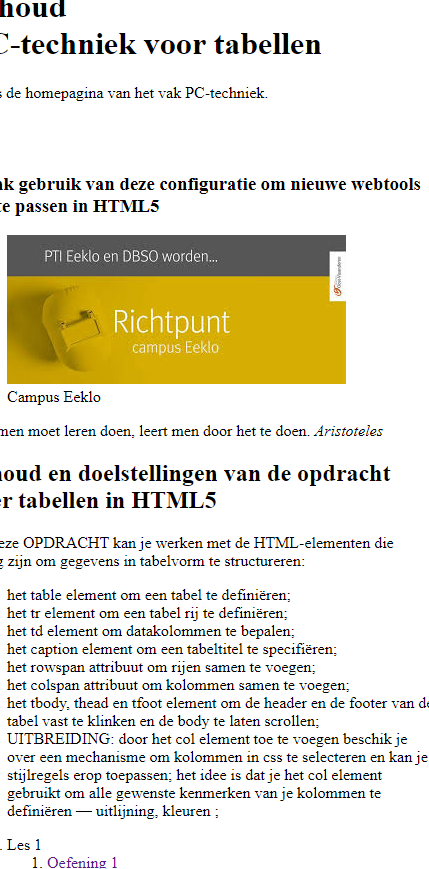 houd
C-techniek voor tabellen
s de homepagina van het vak PC-techniek.
ak gebruik van deze configuratie om nieuwe webtools
te passen in HTML5
PTI Eeklo en DBSO worden...
Richtpunt
campus Eeklo
Campus Eeklo
men moet leren doen, leert men door het te doen. Aristoteles
houd en doelstellingen van de opdracht
er tabellen in HTML5
eze OPDRACHT kan je werken met de HTML-elementen die
g zijn om gegevens in tabelvorm te structureren:
het table element om een tabel te definiëren;
het tr element om een tabel rij te definiëren;
het td element om datakolommen te bepalen;
het caption element om een tabeltitel te specifiëren;
het rowspan attribuut om rijen samen te voegen;
het colspan attribuut om kolommen samen te voegen;
het tbody, thead en tfoot element om de header en de footer van de
tabel vast te klinken en de body te laten scrollen;
UITBREIDING: door het col element toe te voegen beschik je
over een mechanisme om kolommen in css te selecteren en kan je
stijlregels erop toepassen; het idee is dat je het col element
gebruikt om alle gewenste kenmerken van je kolommen te
definiëren — uitlijning, kleuren ;
. Les 1
1. Oefening 1